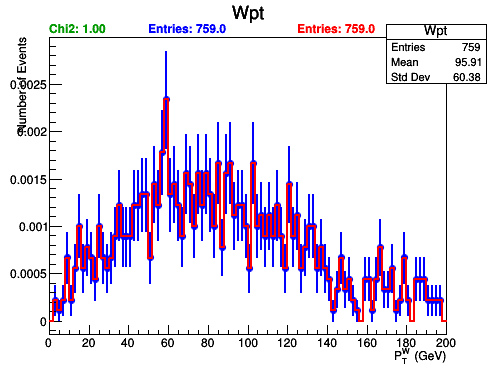 Wpt
Chi2: 1.00 Entries: 759.0 Entries: 759.0
Wpt
Entries 759
Mean 95.91
Std Dev 60.38
Number of Events
0.0025
0.002
0.0015
0.001
0.0005
0
0 20 40 60 80 100 120 140 160 180 200
P_T^W (GeV)